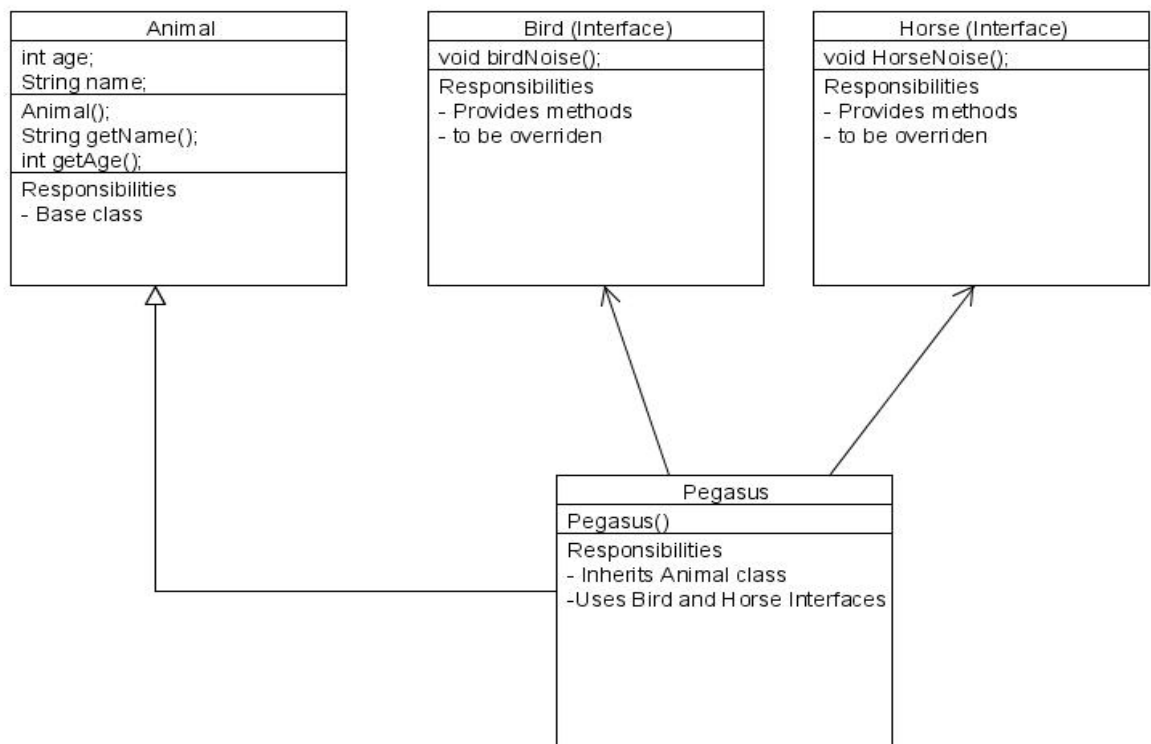 Animal
int age;
String name;
Animal();
String getName();
int getAge();
Responsibilities
- Base class
Bird (Interface)
void birdNoise();
Responsibilities
- Provides methods
- to be overriden
Horse (Interface)
void HorseNoise();
Responsibilities
- Provides methods
- to be overriden
Pegasus
Pegasus()
Responsibilities
- Inherits Animal class
-Uses Bird and Horse Interfaces